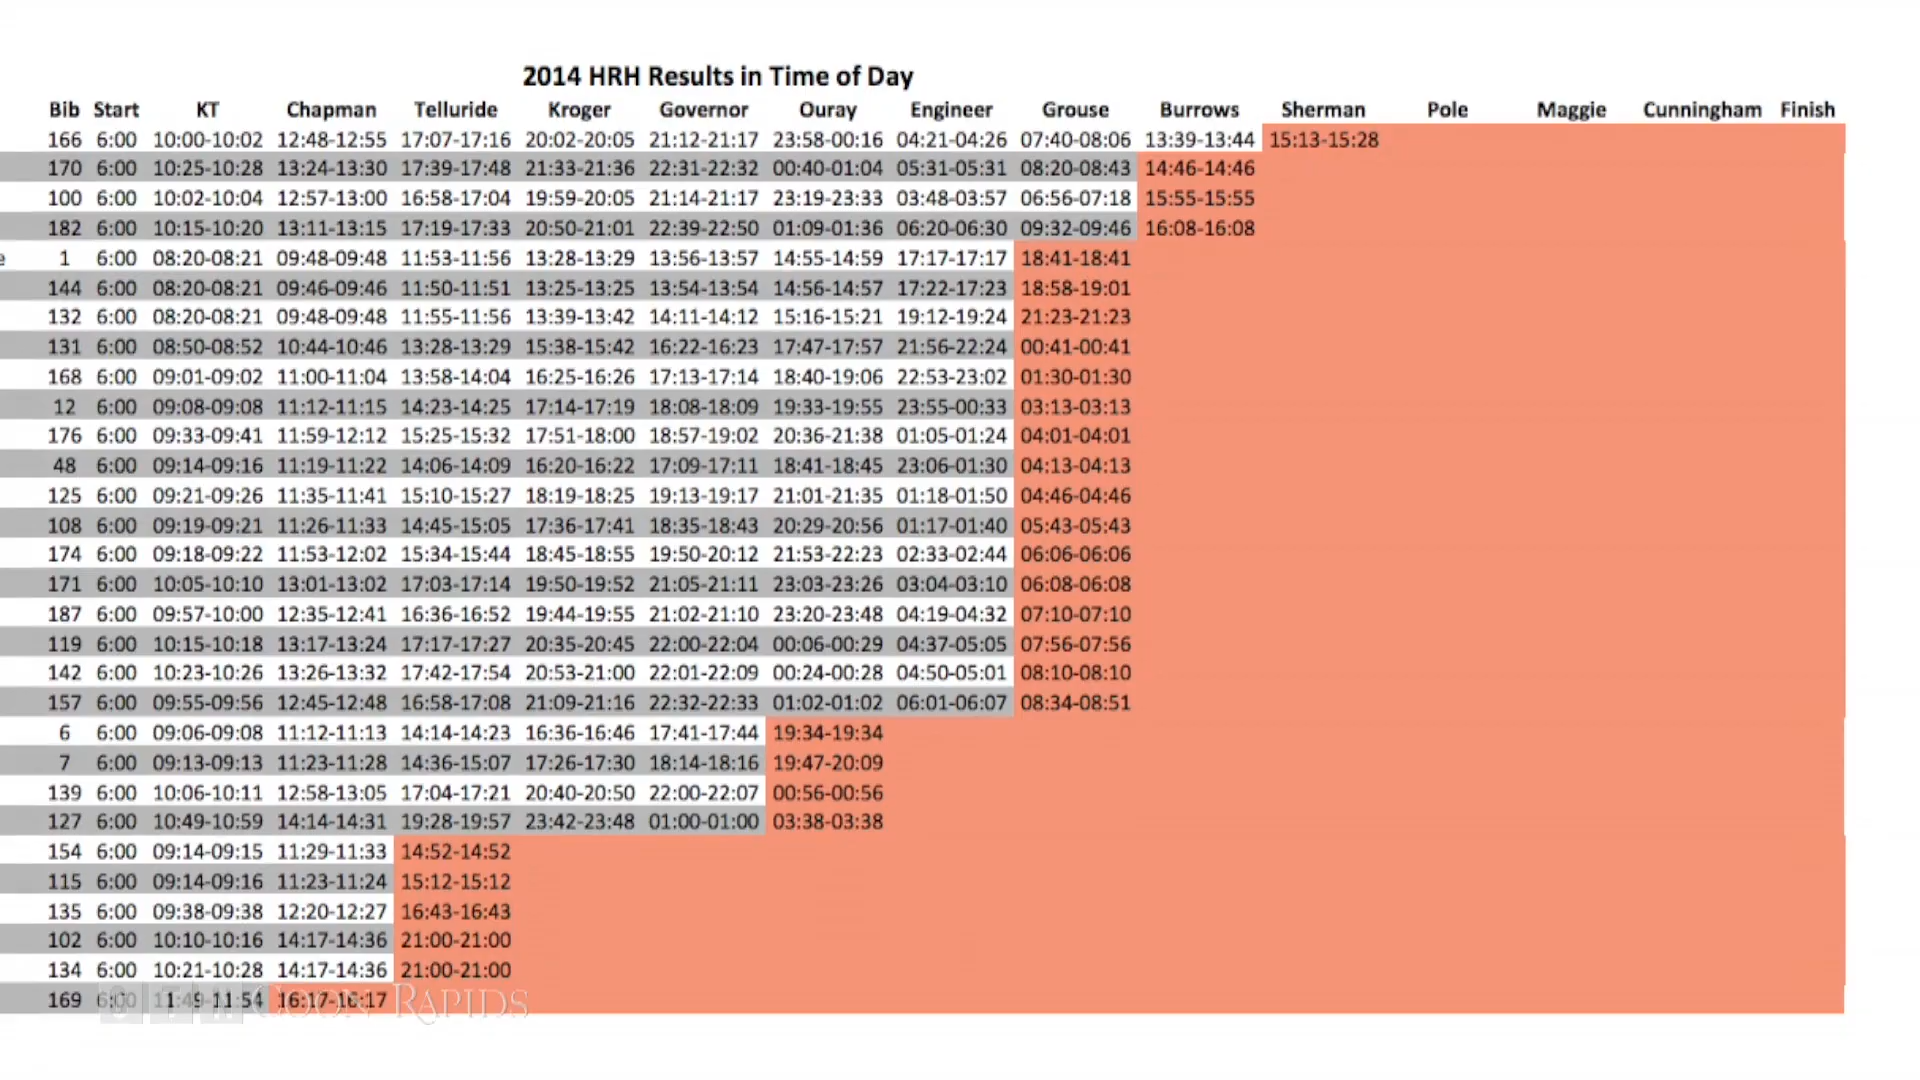 2014 HRH Results in Time of Day
Bib Start KT Chapman Telluride Kroger Governor Ouray Engineer Grouse Burrows Sherman Pole Maggie Cunningham Finish
166 6:00 10:00-10:02 12:48-12:55 17:07-17:16 20:02-20:05 21:12-21:17 23:58-00:16 04:21-04:26 07:40-08:06 13:39-13:44 15:13-15:28
170 6:00 10:25-10:28 13:24-13:30 17:39-17:48 21:33-21:36 22:31-22:32 00:40-01:04 05:31-05:31 08:20-08:43 14:46-14:46
100 6:00 10:02-10:04 12:57-13:00 16:58-17:04 19:59-20:05 21:14-21:17 23:19-23:33 03:48-03:57 06:56-07:18 15:55-15:55
182 6:00 10:15-10:20 13:11-13:15 17:19-17:33 20:50-21:01 22:39-22:50 01:09-01:36 06:20-06:30 09:32-09:46 16:08-16:08
e 1 6:00 08:20-08:21 09:48-09:48 11:53-11:56 13:28-13:29 13:56-13:57 14:55-14:59 17:17-17:17 18:41-18:41
144 6:00 08:20-08:21 09:46-09:46 11:50-11:51 13:25-13:25 13:54-13:54 14:56-14:57 17:22-17:23 18:58-19:01
132 6:00 08:20-08:21 09:48-09:48 11:55-11:56 13:39-13:42 14:11-14:12 15:16-15:21 19:12-19:24 21:23-21:23
131 6:00 08:50-08:52 10:44-10:46 13:28-13:29 15:38-15:42 16:22-16:23 17:47-17:57 21:56-22:24 00:41-00:41
168 6:00 09:01-09:02 11:00-11:04 13:58-14:04 16:25-16:26 17:13-17:14 18:40-19:06 22:53-23:02 01:30-01:30
12 6:00 09:08-09:08 11:12-11:15 14:23-14:25 17:14-17:19 18:08-18:09 19:33-19:55 23:55-00:33 03:13-03:13
176 6:00 09:33-09:41 11:59-12:12 15:25-15:32 17:51-18:00 18:57-19:02 20:36-21:38 01:05-01:24 04:01-04:01
48 6:00 09:14-09:16 11:19-11:22 14:06-14:09 16:20-16:22 17:09-17:11 18:41-18:45 23:06-01:30 04:13-04:13
125 6:00 09:21-09:26 11:35-11:41 15:10-15:27 18:19-18:25 19:13-19:17 21:01-21:35 01:18-01:50 04:46-04:46
108 6:00 09:19-09:21 11:26-11:33 14:45-15:05 17:36-17:41 18:35-18:43 20:29-20:56 01:17-01:40 05:43-05:43
174 6:00 09:18-09:22 11:53-12:02 15:34-15:44 18:45-18:55 19:50-20:12 21:53-22:23 02:33-02:44 06:06-06:06
171 6:00 10:05-10:10 13:01-13:02 17:03-17:14 19:50-19:52 21:05-21:11 23:03-23:26 03:04-03:10 06:08-06:08
187 6:00 09:57-10:00 12:35-12:41 16:36-16:52 19:44-19:55 21:02-21:10 23:20-23:48 04:19-04:32 07:10-07:10
119 6:00 10:15-10:18 13:17-13:24 17:17-17:27 20:35-20:45 22:00-22:04 00:06-00:29 04:37-05:05 07:56-07:56
142 6:00 10:23-10:26 13:26-13:32 17:42-17:54 20:53-21:00 22:01-22:09 00:24-00:28 04:50-05:01 08:10-08:10
157 6:00 09:55-09:56 12:45-12:48 16:58-17:08 21:09-21:16 22:32-22:33 01:02-01:02 06:01-06:07 08:34-08:51
6 6:00 09:06-09:08 11:12-11:13 14:14-14:23 16:36-16:46 17:41-17:44 19:34-19:34
7 6:00 09:13-09:13 11:23-11:28 14:36-15:07 17:26-17:30 18:14-18:16 19:47-20:09
139 6:00 10:06-10:11 12:58-13:05 17:04-17:21 20:40-20:50 22:00-22:07 00:56-00:56
127 6:00 10:49-10:59 14:14-14:31 19:28-19:57 23:42-23:48 01:00-01:00 03:38-03:38
154 6:00 09:14-09:15 11:29-11:33 14:52-14:52
115 6:00 09:14-09:16 11:23-11:24 15:12-15:12
135 6:00 09:38-09:38 12:20-12:27 16:43-16:43
102 6:00 10:10-10:16 14:17-14:36 21:00-21:00
134 6:00 10:21-10:28 14:17-14:36 21:00-21:00
169 6:00 11:49-11:54 16:17-16:17
CTN COON RAPIDS